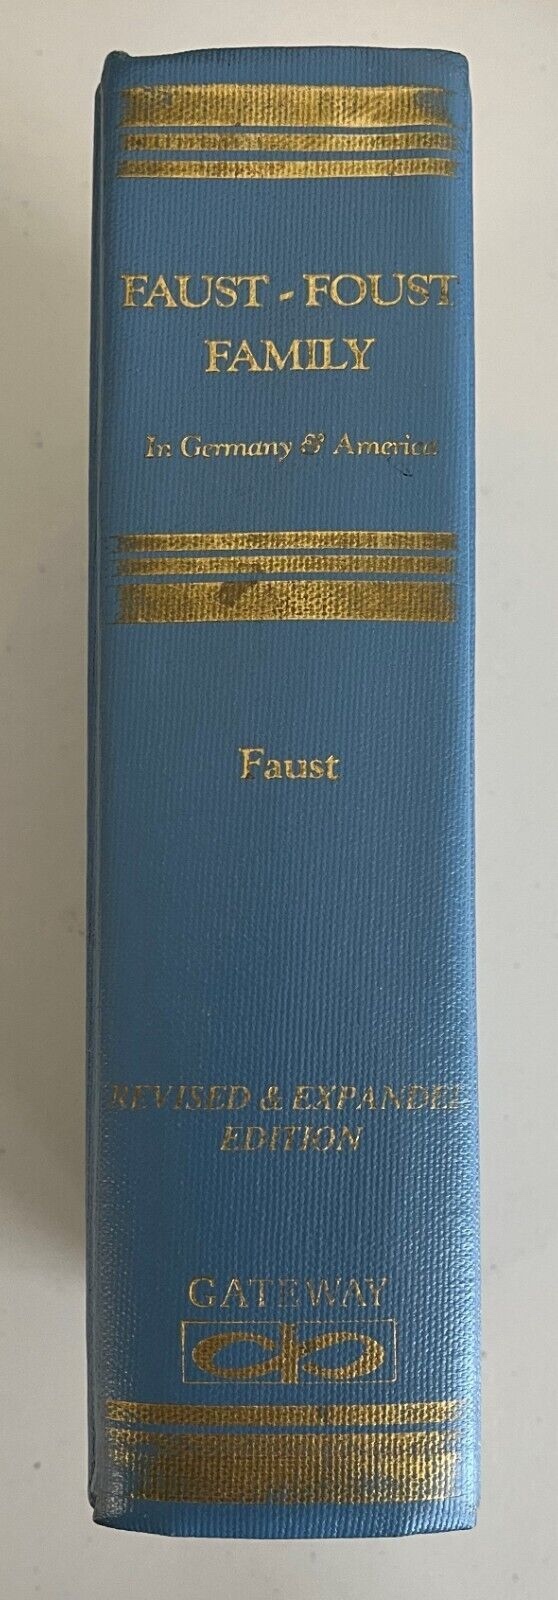 FAUST - FOUST
FAMILY
In Germany & America
Faust
REVISED & EXPANDED
EDITION
GATEWAY